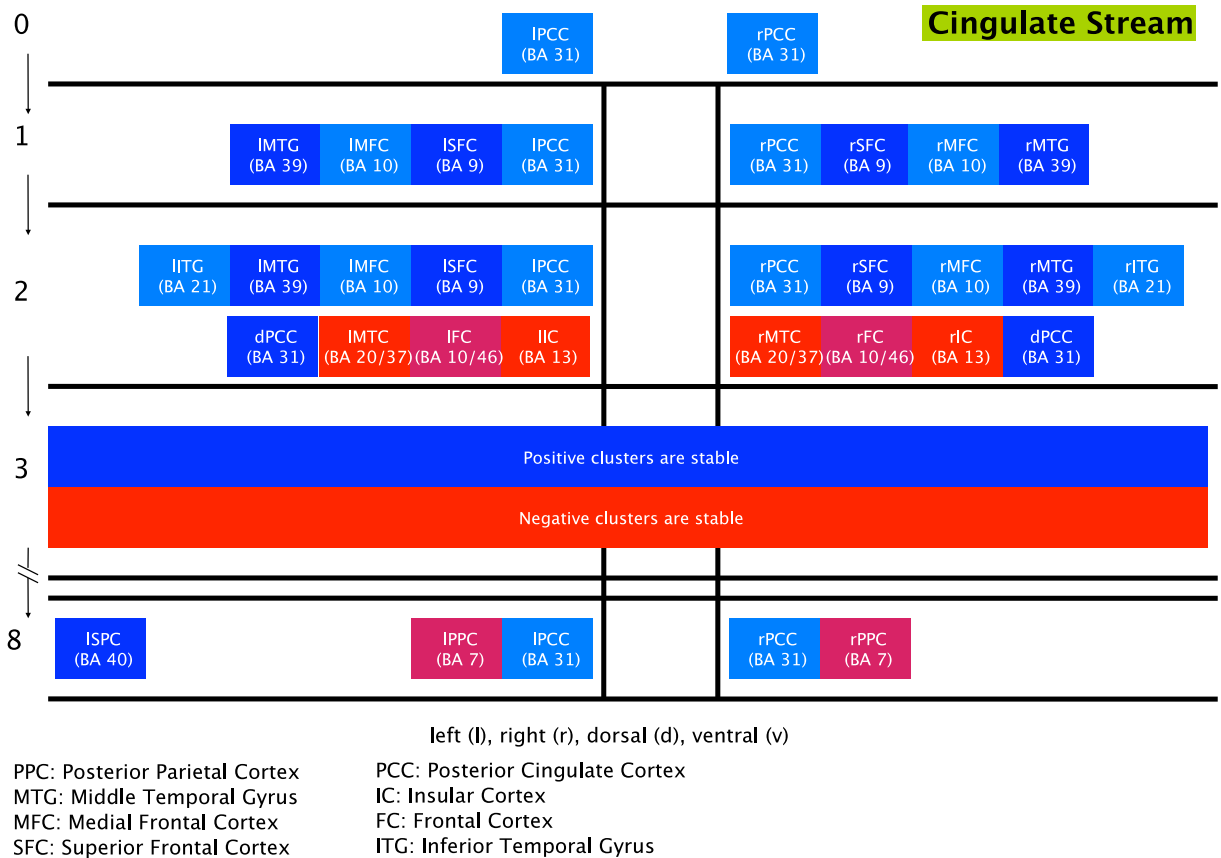 0
lPCC
(BA 31)
rPCC
(BA 31)
Cingulate Stream
1
lMTG
(BA 39)
lMFC
(BA 10)
lSFC
(BA 9)
lPCC
(BA 31)
rPCC
(BA 31)
rSFC
(BA 9)
rMFC
(BA 10)
rMTG
(BA 39)
2
lITG
(BA 21)
lMTG
(BA 39)
lMFC
(BA 10)
lSFC
(BA 9)
lPCC
(BA 31)
rPCC
(BA 31)
rSFC
(BA 9)
rMFC
(BA 10)
rMTG
(BA 39)
rITG
(BA 21)
dPCC
(BA 31)
lMTC
(BA 20/37)
lFC
(BA 10/46)
lIC
(BA 13)
rMTC
(BA 20/37)
rFC
(BA 10/46)
rIC
(BA 13)
dPCC
(BA 31)
3
Positive clusters are stable
Negative clusters are stable
8
lSPC
(BA 40)
lPPC
(BA 7)
lPCC
(BA 31)
rPCC
(BA 31)
rPPC
(BA 7)
left (l), right (r), dorsal (d), ventral (v)
PPC: Posterior Parietal Cortex
MTG: Middle Temporal Gyrus
MFC: Medial Frontal Cortex
SFC: Superior Frontal Cortex
PCC: Posterior Cingulate Cortex
IC: Insular Cortex
FC: Frontal Cortex
ITG: Inferior Temporal Gyrus